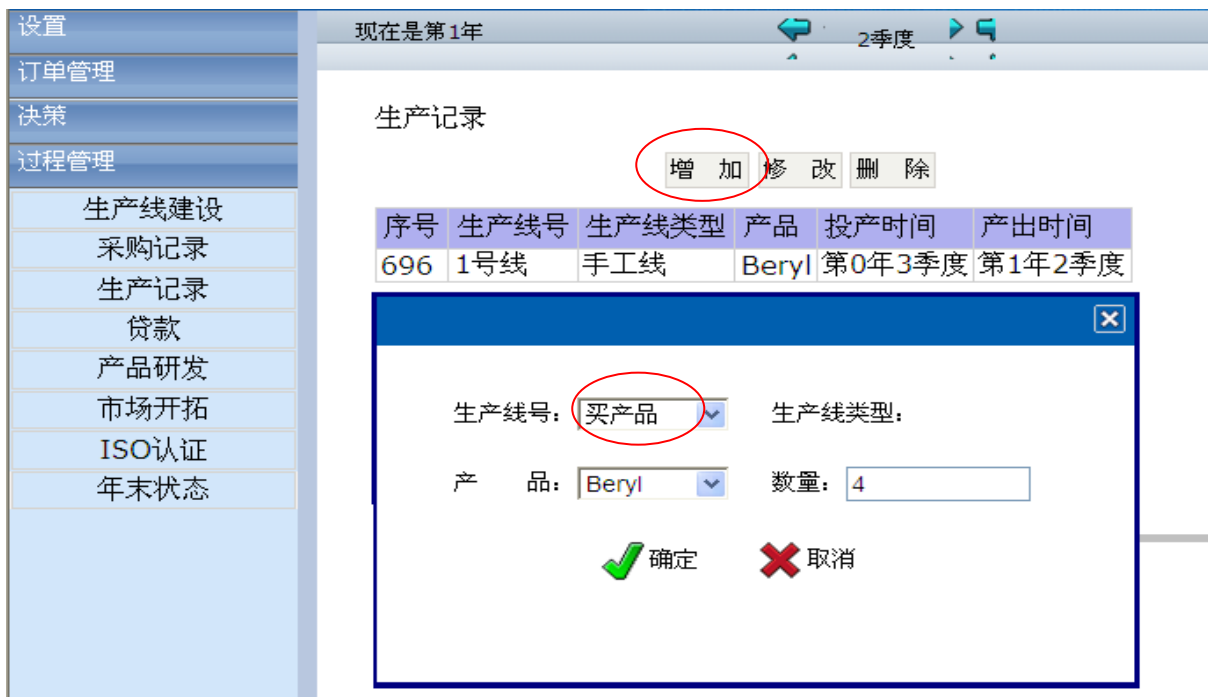 设置
订单管理
决策
过程管理
生产线建设
采购记录
生产记录
贷款
产品研发
市场开拓
ISO认证
年末状态
现在是第1年 2季度
生产记录
增 加 修 改 删 除
序号 生产线号 生产线类型 产品 投产时间 产出时间
696 1号线 手工线 Beryl 第0年3季度 第1年2季度
生产线号: 买产品 生产线类型:
产 品: Beryl 数量: 4
确定 取消